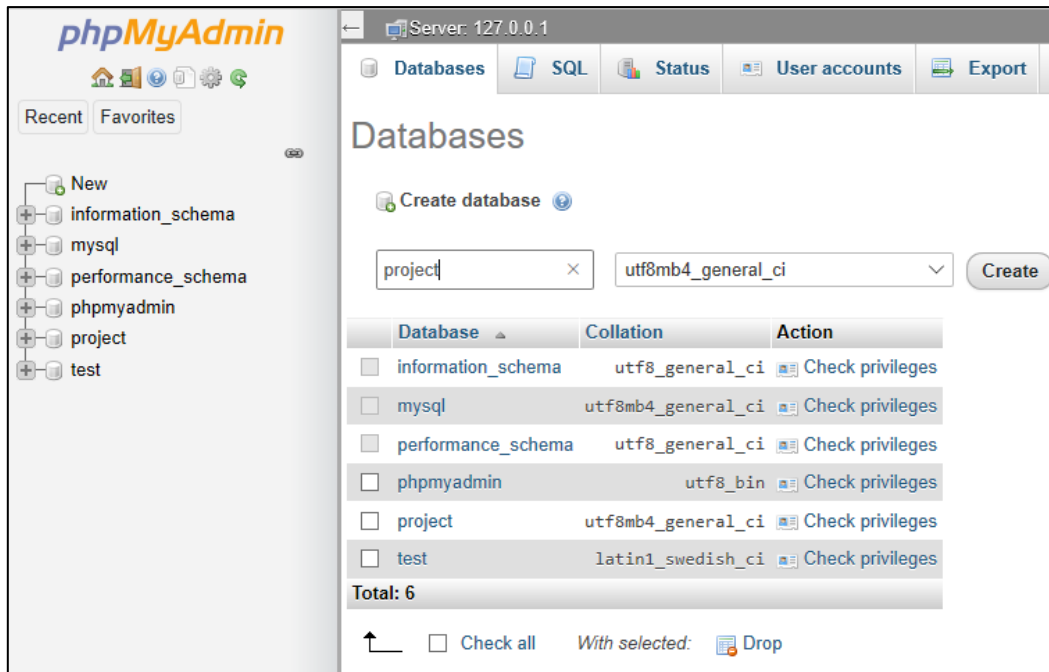 phpMyAdmin
Recent Favorites
New
information_schema
mysql
performance_schema
phpmyadmin
project
test
Server: 127.0.0.1
Databases SQL Status User accounts Export
Databases
Create database
project utf8mb4_general_ci Create
Database Collation Action
information_schema utf8_general_ci Check privileges
mysql utf8mb4_general_ci Check privileges
performance_schema utf8_general_ci Check privileges
phpmyadmin utf8_bin Check privileges
project utf8mb4_general_ci Check privileges
test latin1_swedish_ci Check privileges
Total: 6
Check all With selected: Drop